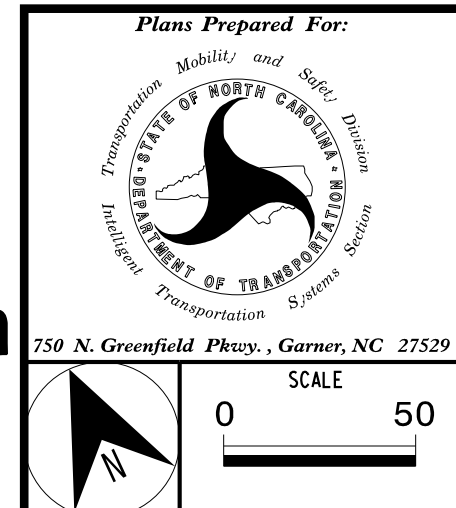 Plans Prepared For:
Transportation Mobility and Safety Division
STATE OF NORTH CAROLINA
DEPARTMENT OF TRANSPORTATION
Intelligent Transportation Systems Section
750 N. Greenfield Pkwy., Garner, NC 27529
SCALE
0 50
N